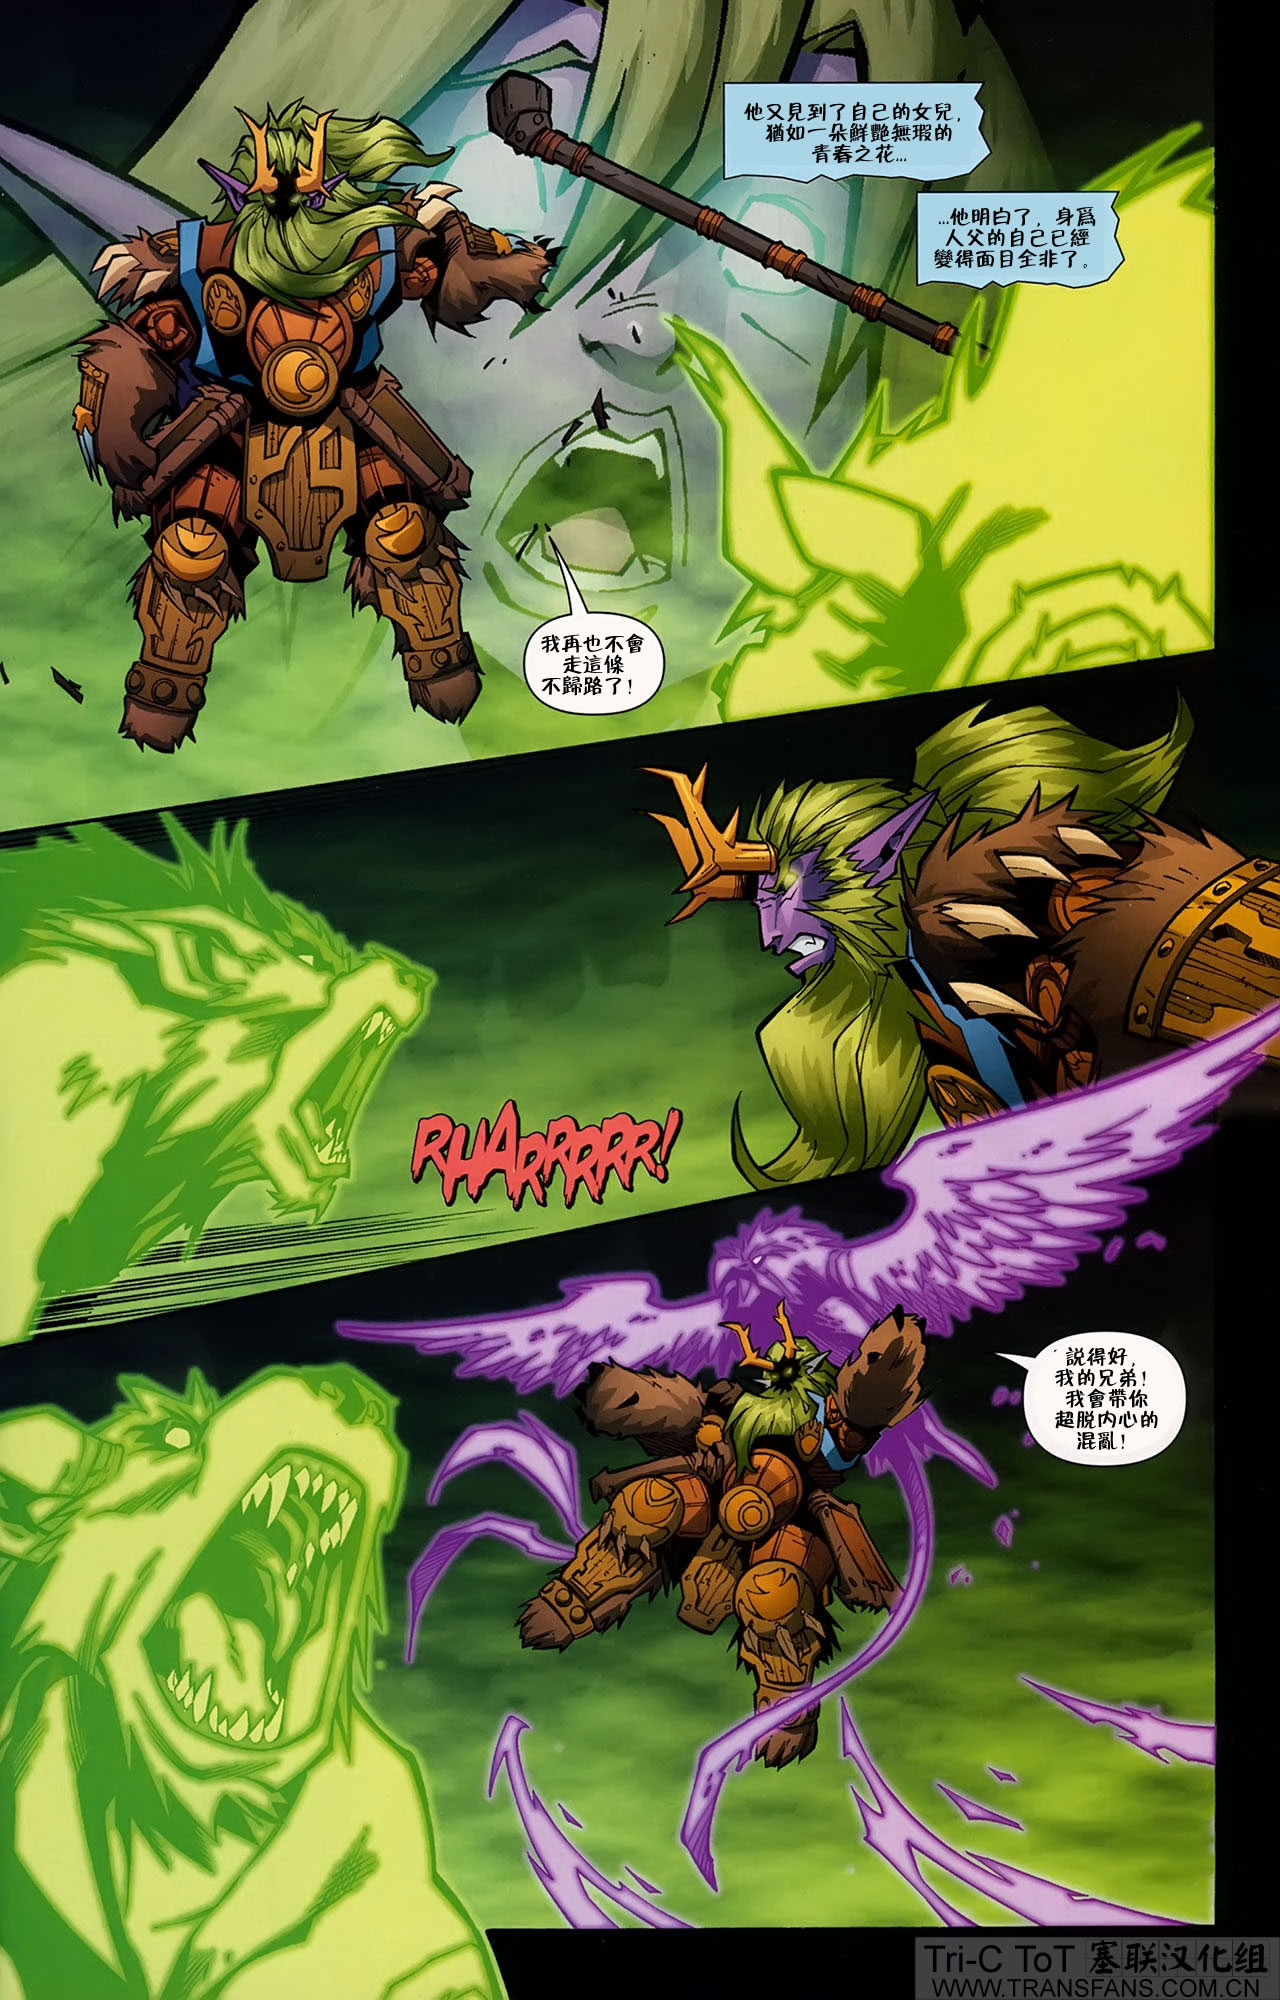 他又見到了自己的女兒，
猶如一朵鮮艷無瑕的
青春之花...
...他明白了，身爲
人父的自己已經
變得面目全非了。
我再也不會
走這條
不歸路了！
RHARRRRR!
說得好，
我的兄弟！
我會帶你
超脱内心的
混亂！
Tri-C ToT 塞联汉化组
WWW.TRANSFANS.COM.CN